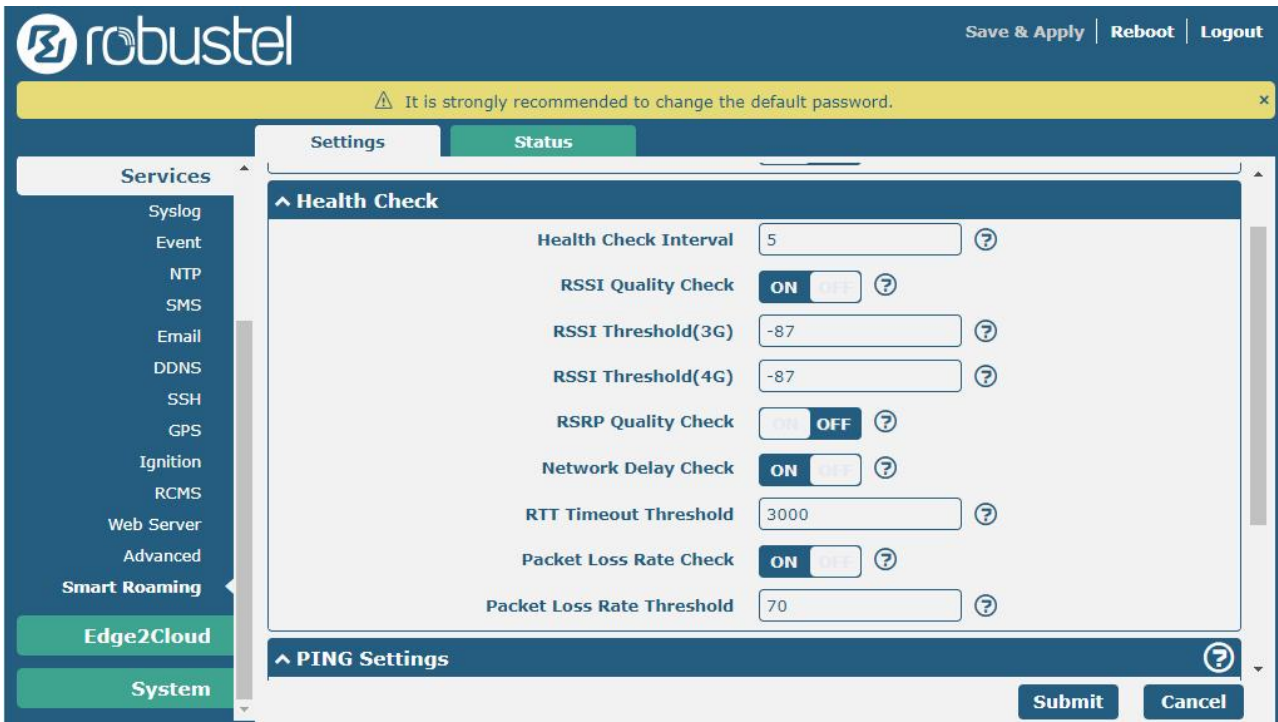 robustel
Save & Apply | Reboot | Logout
⚠ It is strongly recommended to change the default password. ×
Settings
Status
Services
Syslog
Event
NTP
SMS
Email
DDNS
SSH
GPS
Ignition
RCMS
Web Server
Advanced
Smart Roaming
Edge2Cloud
System
Health Check
Health Check Interval 5 ?
RSSI Quality Check ON OFF ?
RSSI Threshold(3G) -87 ?
RSSI Threshold(4G) -87 ?
RSRP Quality Check ON OFF ?
Network Delay Check ON OFF ?
RTT Timeout Threshold 3000 ?
Packet Loss Rate Check ON OFF ?
Packet Loss Rate Threshold 70 ?
PING Settings ?
Submit
Cancel